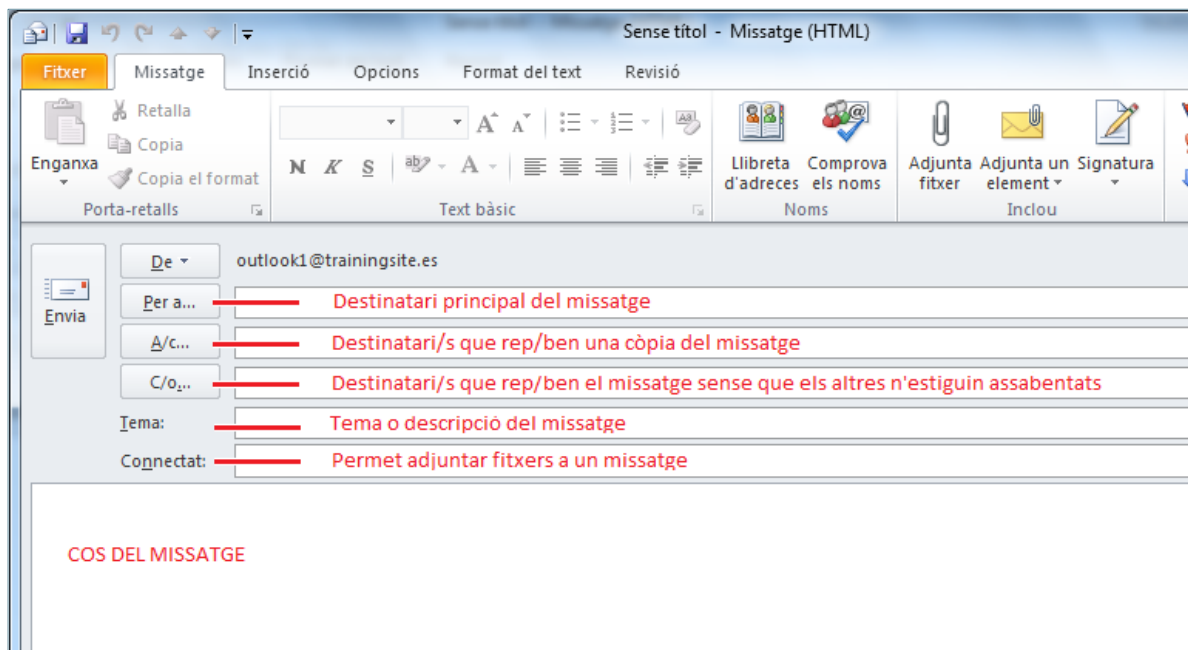 Sense títol - Missatge (HTML)
Fitxer Missatge Inserció Opcions Format del text Revisió
Enganxa
Retalla
Copia
Copia el format
Porta-retalls
N K S
Text bàsic
Llibreta d'adreces
Comprova els noms
Noms
Adjunta fitxer
Adjunta un element
Signatura
Inclou
Envia
De outlook1@trainingsite.es
Per a... Destinatari principal del missatge
A/c... Destinatari/s que rep/ben una còpia del missatge
C/o... Destinatari/s que rep/ben el missatge sense que els altres n'estiguin assabentats
Tema: Tema o descripció del missatge
Connectat: Permet adjuntar fitxers a un missatge
COS DEL MISSATGE